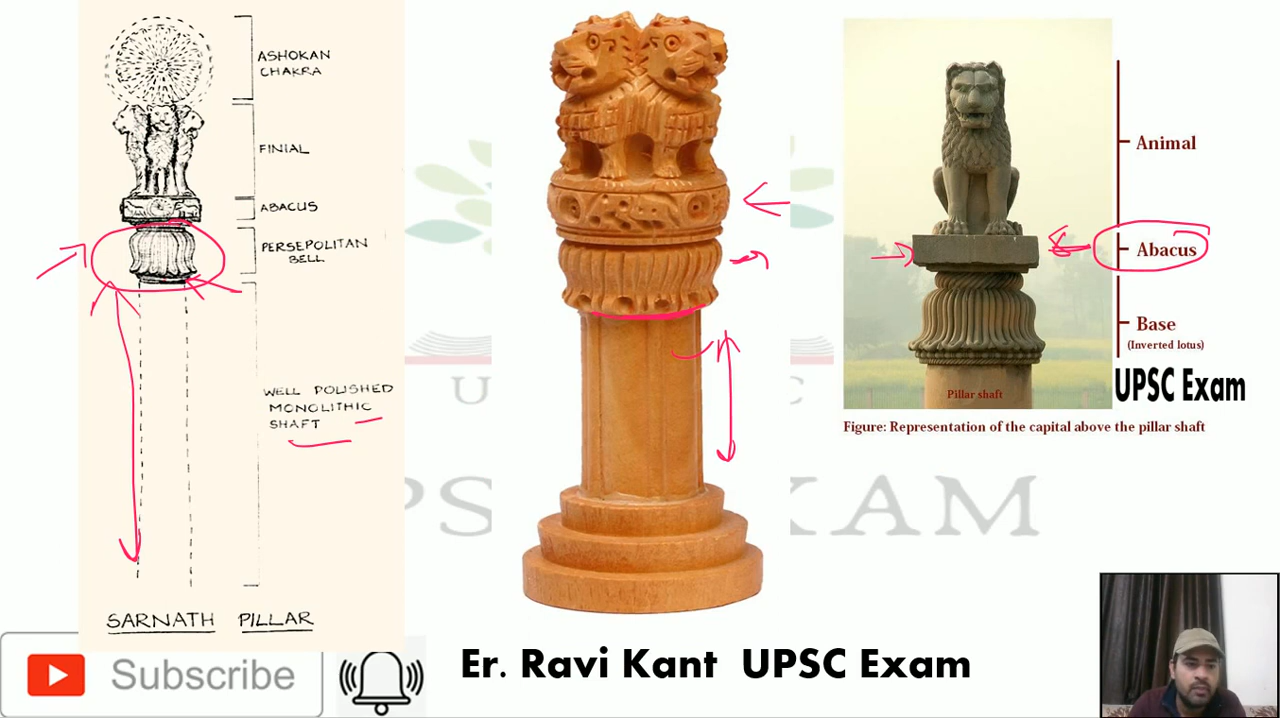 ASHOKAN
CHAKRA
FINIAL
ABACUS
PERSEPOLITAN
BELL
WELL POLISHED
MONOLITHIC
SHAFT
SARNATH PILLAR
Animal
Abacus
Base
(Inverted lotus)
Pillar shaft
UPSC Exam
Figure: Representation of the capital above the pillar shaft
Subscribe
Er. Ravi Kant UPSC Exam